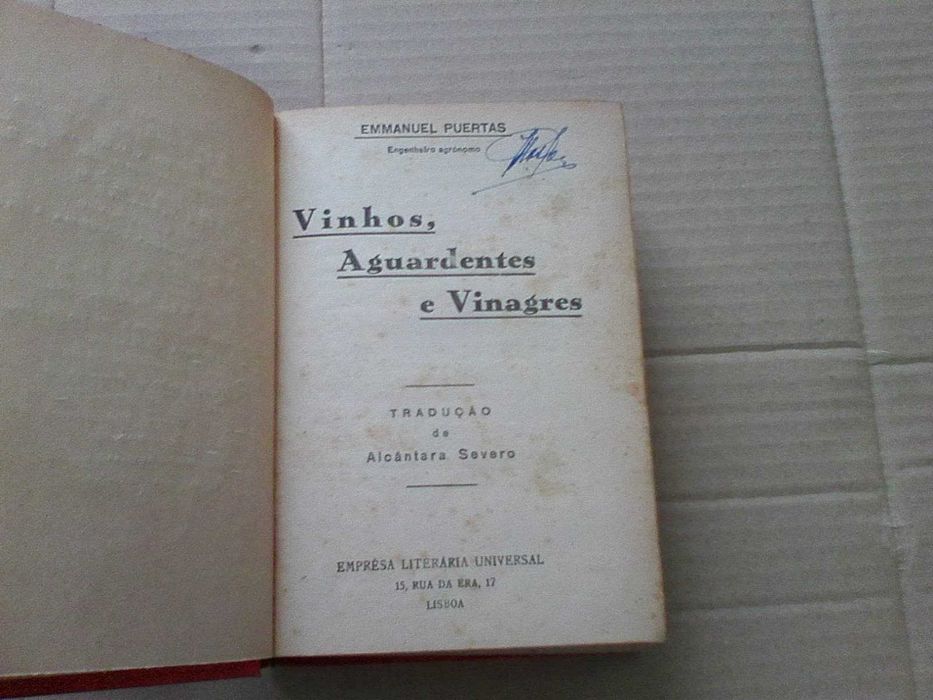 EMMANUEL PUERTAS
Engenheiro agrónomo
Vinhos,
Aguardentes
e Vinagres
TRADUÇÃO
de
Alcântara Severo
EMPRÊSA LITERÁRIA UNIVERSAL
15, RUA DA ERA, 17
LISBOA